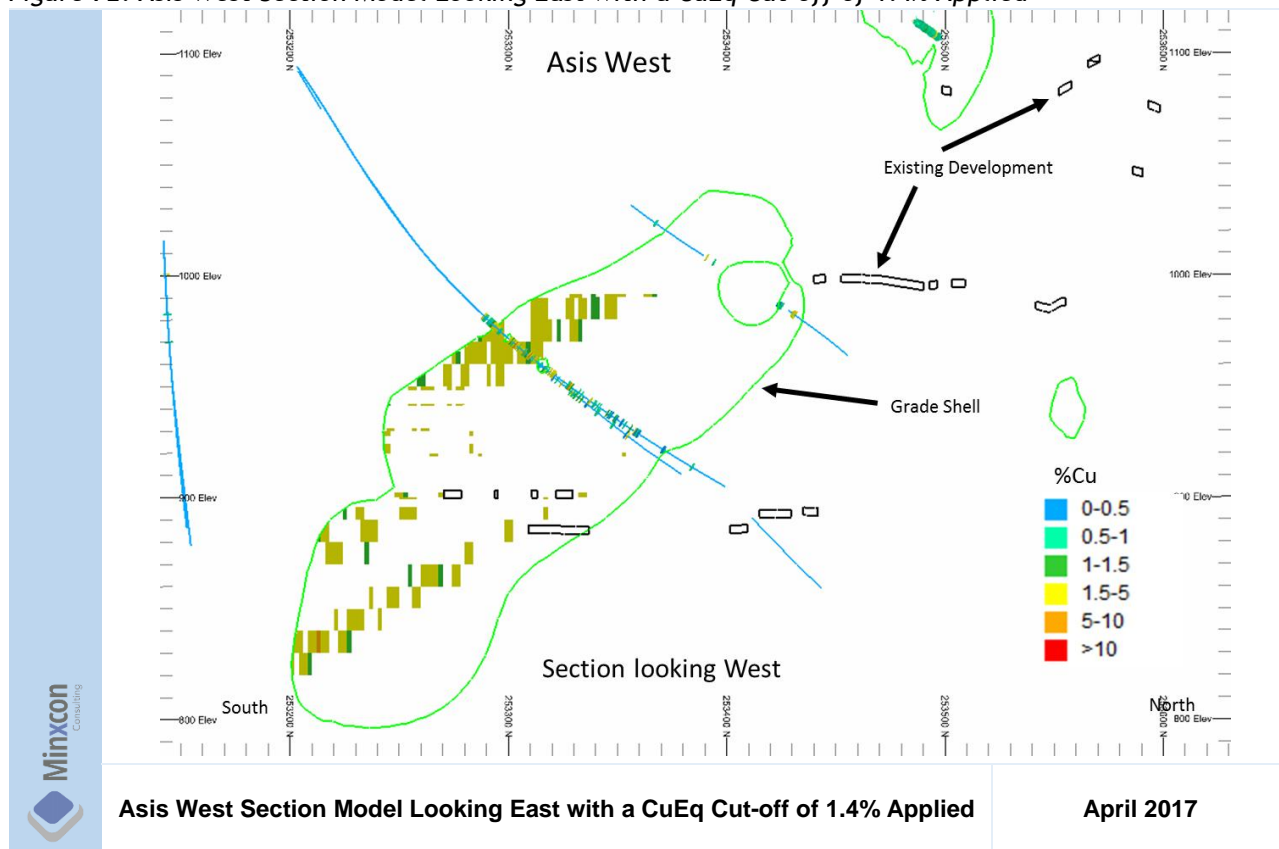 253200 N
253300 N
253400 N
253500 N
1100 Elev
Asis West
1100 Elev
Existing Development
1000 Elev
1000 Elev
Grade Shell
%Cu
900 Elev
0-0.5
0.5-1
1-1.5
1.5-5
5-10
>10
Section looking West
South
North
800 Elev
800 Elev
253200 N
253300 N
253400 N
253500 N
Minxcon
Consulting
Asis West Section Model Looking East with a CuEq Cut-off of 1.4% Applied
April 2017